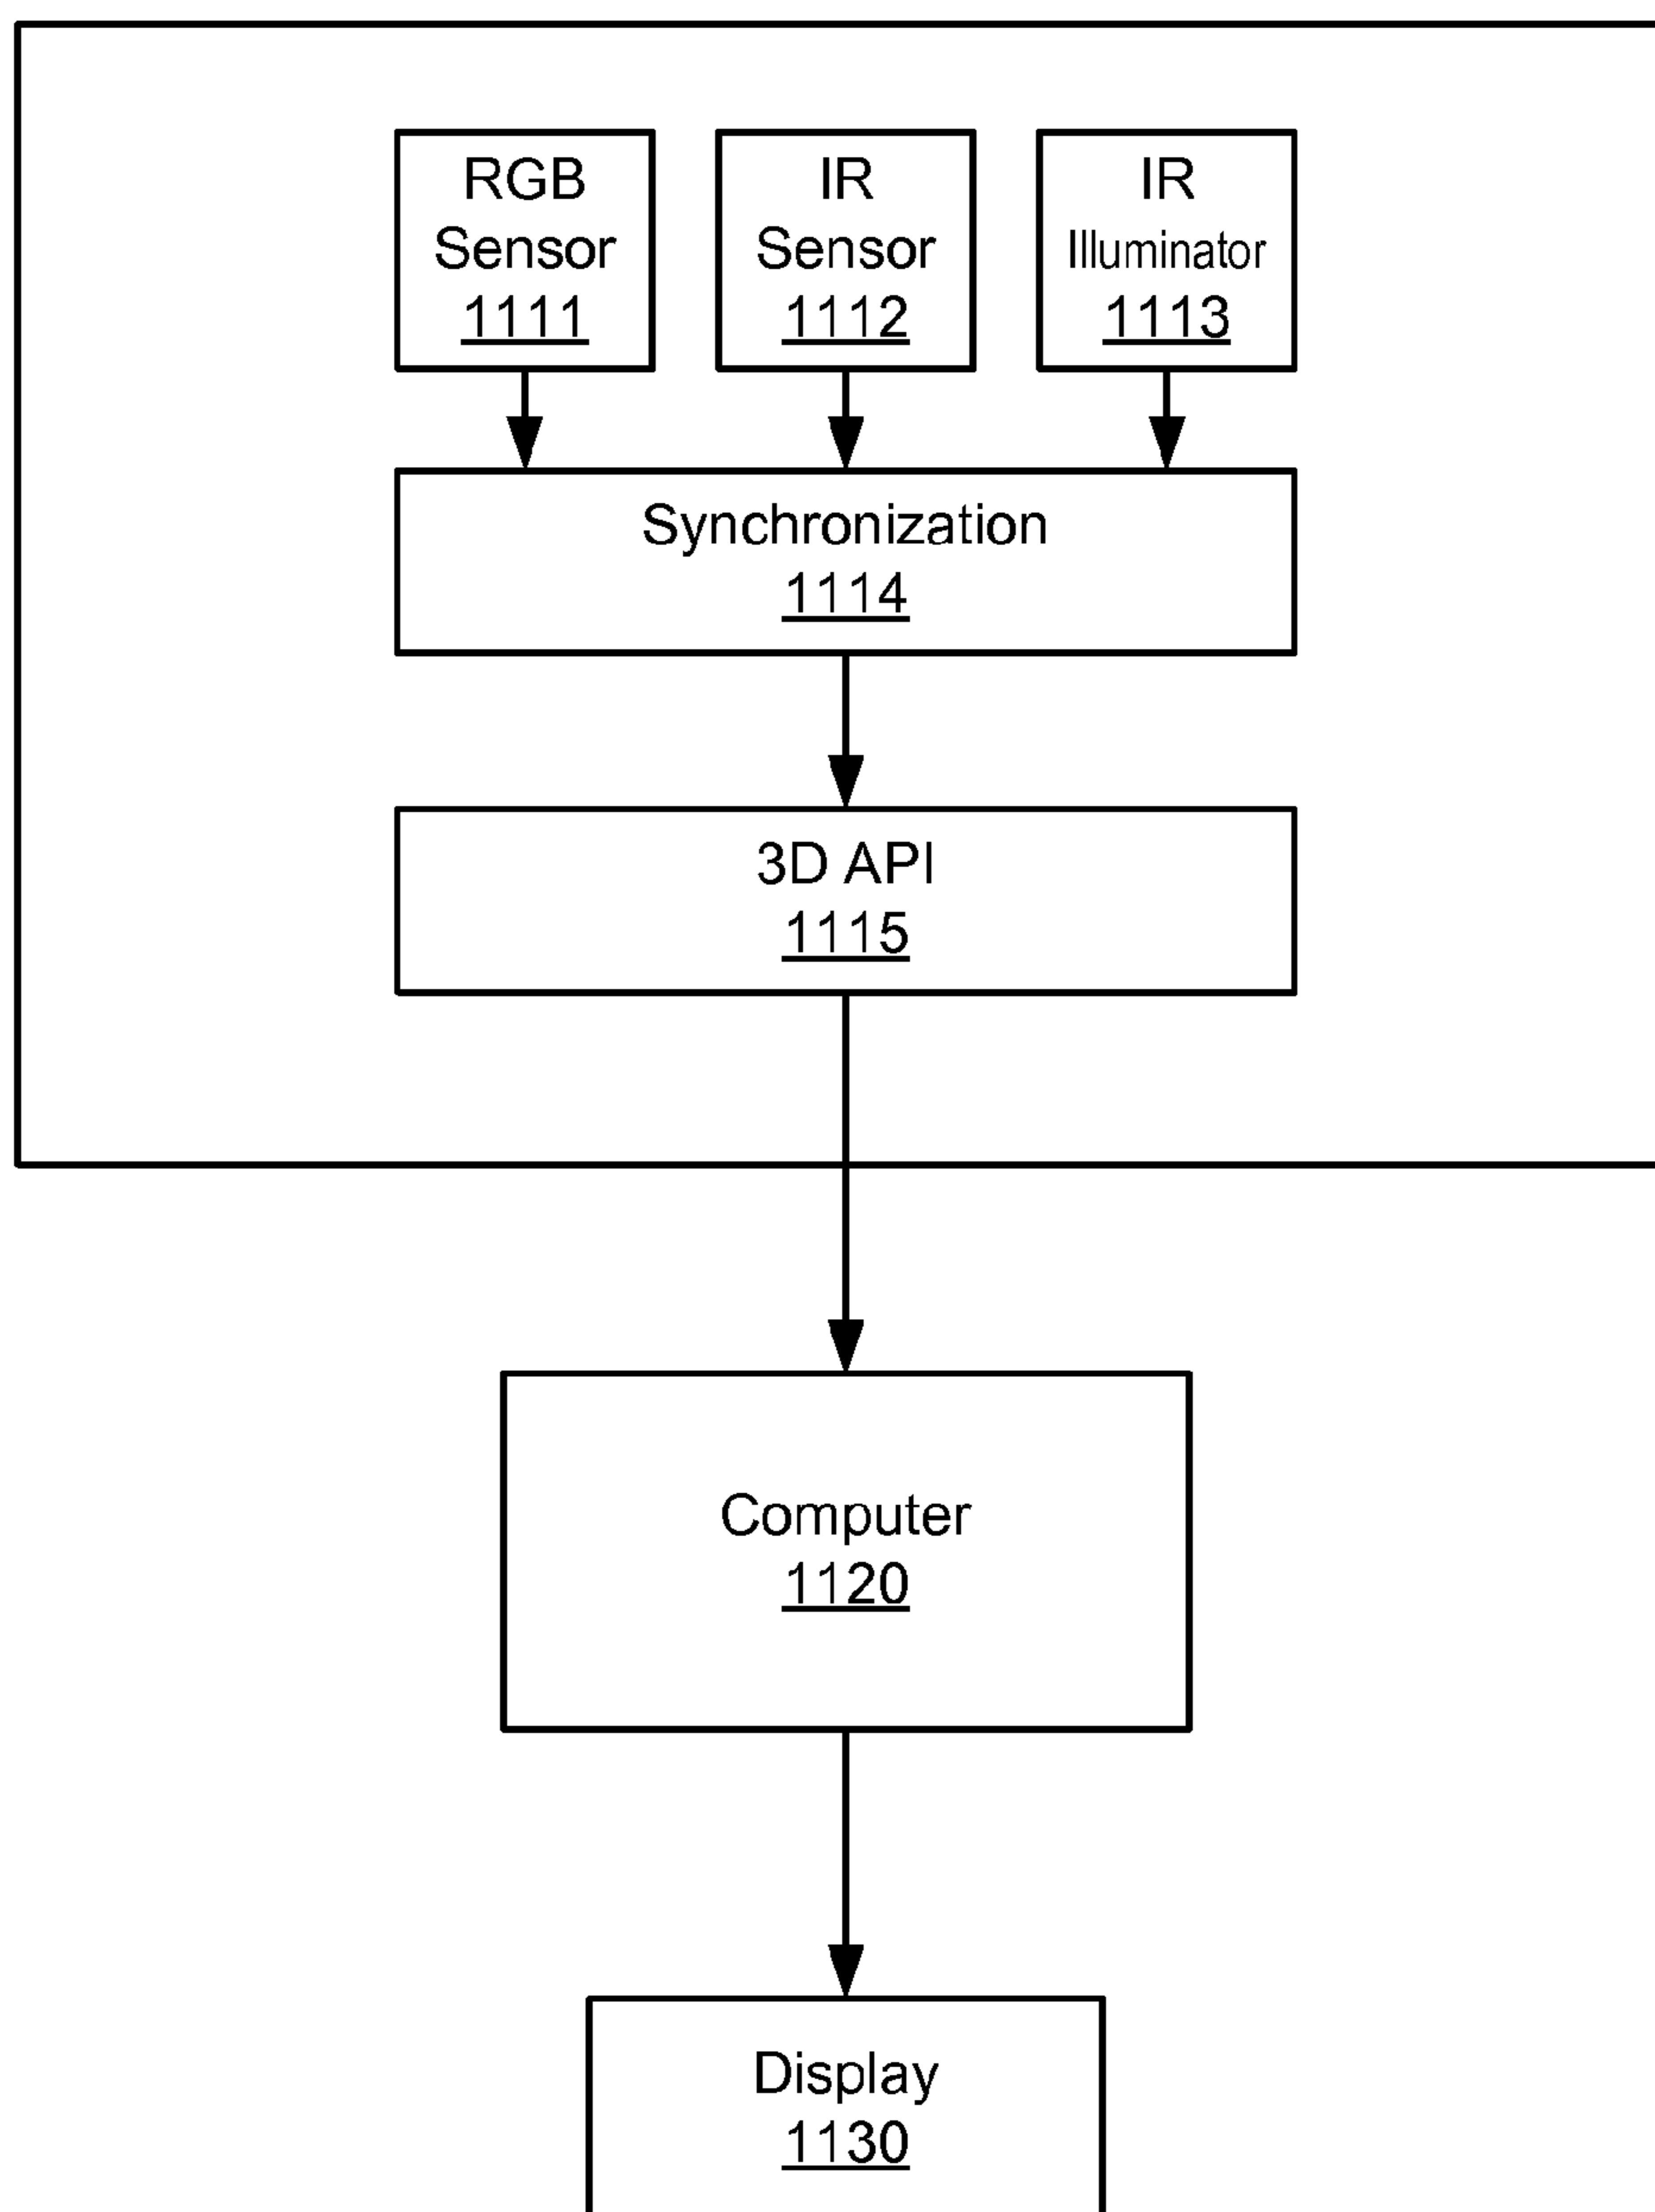 RGB
Sensor
1111
IR
Sensor
1112
IR
Illuminator
1113
Synchronization
1114
3D API
1115
Computer
1120
Display
1130